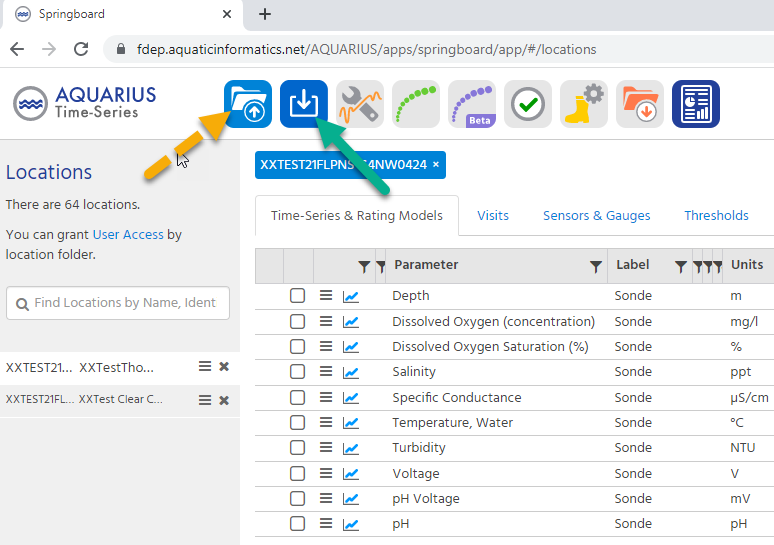 Springboard
fdep.aquaticinformatics.net/AQUARIUS/apps/springboard/app/#/locations
AQUARIUS
Time-Series
Beta
Locations
There are 64 locations.
You can grant User Access by
location folder.
Find Locations by Name, Ident
XXTEST21... XXTestTho...
XXTEST21FL... XXTest Clear C...
Time-Series & Rating Models Visits Sensors & Gauges Thresholds
Parameter Label Units
Depth Sonde m
Dissolved Oxygen (concentration) Sonde mg/l
Dissolved Oxygen Saturation (%) Sonde %
Salinity Sonde ppt
Specific Conductance Sonde µS/cm
Temperature, Water Sonde °C
Turbidity Sonde NTU
Voltage Sonde V
pH Voltage Sonde mV
pH Sonde